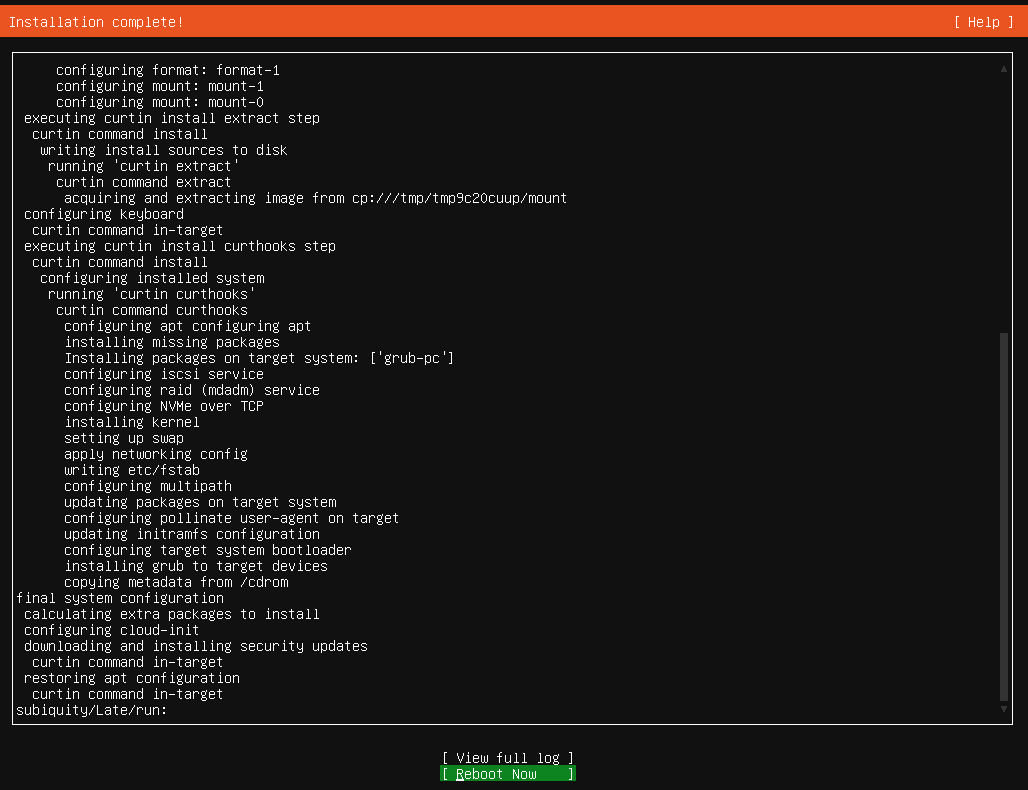 Installation complete! [ Help ]
configuring format: format-1
configuring mount: mount-1
configuring mount: mount-0
executing curtin install extract step
curtin command install
writing install sources to disk
running 'curtin extract'
curtin command extract
acquiring and extracting image from cp:///tmp/tmp9c20cuup/mount
configuring keyboard
curtin command in-target
executing curtin install curthooks step
curtin command install
configuring installed system
running 'curtin curthooks'
curtin command curthooks
configuring apt configuring apt
installing missing packages
Installing packages on target system: ['grub-pc']
configuring iscsi service
configuring raid (mdadm) service
configuring NVMe over TCP
installing kernel
setting up swap
apply networking config
writing etc/fstab
configuring multipath
updating packages on target system
configuring pollinate user-agent on target
updating initramfs configuration
configuring target system bootloader
installing grub to target devices
copying metadata from /cdrom
final system configuration
calculating extra packages to install
configuring cloud-init
downloading and installing security updates
curtin command in-target
restoring apt configuration
curtin command in-target
subiquity/Late/run:
[ View full log ]
[ Reboot Now ]